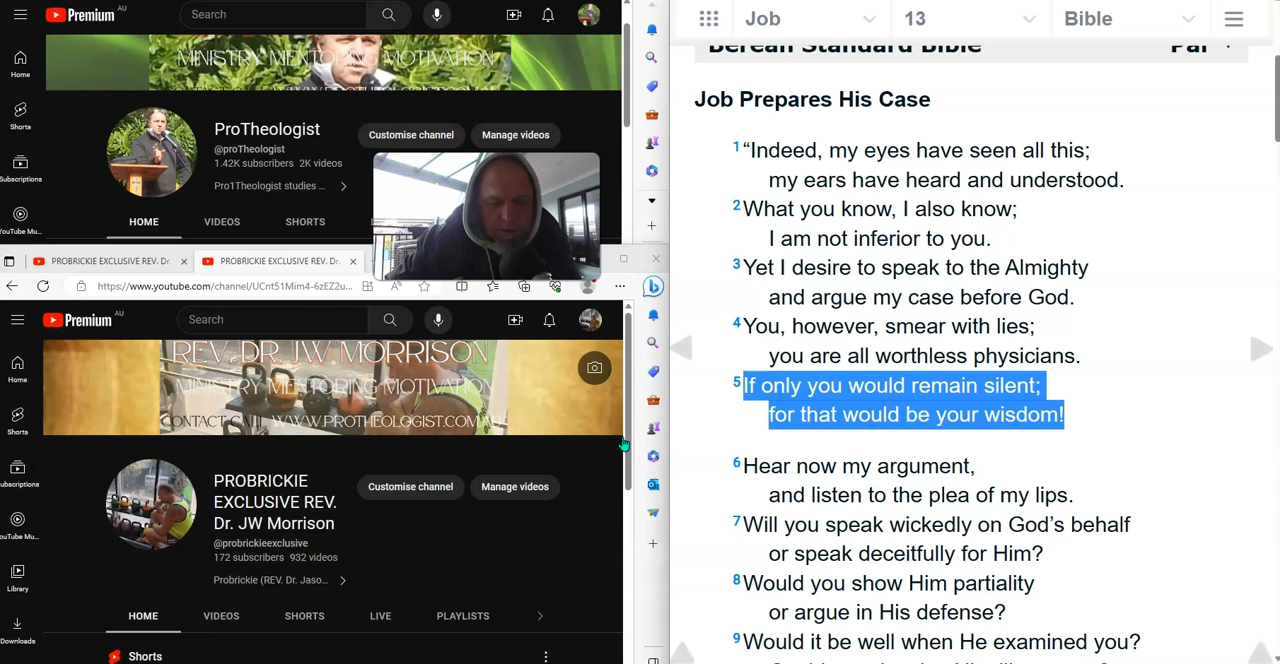 Premium AU
Search
MINISTRY MENTORING MOTIVATION
Home
Shorts
Subscriptions
YouTube Mu...
ProTheologist
@proTheologist
1.42K subscribers 2K videos
Pro1Theologist studies ...
Customise channel
Manage videos
HOME
VIDEOS
SHORTS
PROBRICKIE EXCLUSIVE REV. Dr.
PROBRICKIE EXCLUSIVE REV. Dr.
https://www.youtube.com/channel/UCnt51Mim4-6zEZ2u...
Premium AU
Search
REV. DR. JW MORRISON
MINISTRY MENTORING MOTIVATION
CONTACT CALL WWW.PROTHEOLOGIST.COM.AU
Home
Shorts
ubscriptions
ouTube Mu...
Library
Downloads
PROBRICKIE
EXCLUSIVE REV.
Dr. JW Morrison
@probrickieexclusive
172 subscribers 932 videos
Probrickie (REV. Dr. Jaso...
Customise channel
Manage videos
HOME
VIDEOS
SHORTS
LIVE
PLAYLISTS
Shorts
Job
13
Bible
Berean Standard Bible
Par
Job Prepares His Case
1 “Indeed, my eyes have seen all this;
my ears have heard and understood.
2 What you know, I also know;
I am not inferior to you.
3 Yet I desire to speak to the Almighty
and argue my case before God.
4 You, however, smear with lies;
you are all worthless physicians.
5 If only you would remain silent;
for that would be your wisdom!
6 Hear now my argument,
and listen to the plea of my lips.
7 Will you speak wickedly on God’s behalf
or speak deceitfully for Him?
8 Would you show Him partiality
or argue in His defense?
9 Would it be well when He examined you?